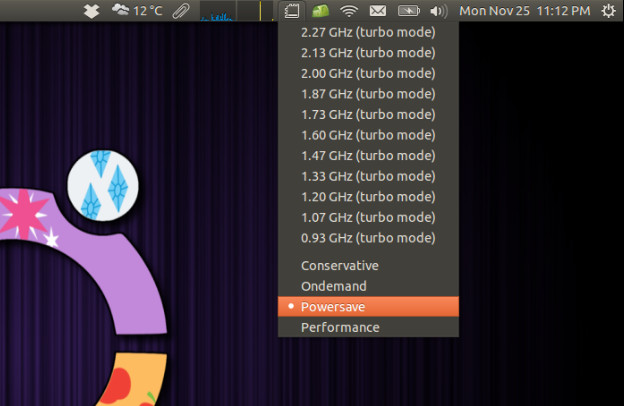 12 °C
Mon Nov 25 11:12 PM
2.27 GHz (turbo mode)
2.13 GHz (turbo mode)
2.00 GHz (turbo mode)
1.87 GHz (turbo mode)
1.73 GHz (turbo mode)
1.60 GHz (turbo mode)
1.47 GHz (turbo mode)
1.33 GHz (turbo mode)
1.20 GHz (turbo mode)
1.07 GHz (turbo mode)
0.93 GHz (turbo mode)
Conservative
Ondemand
Powersave
Performance